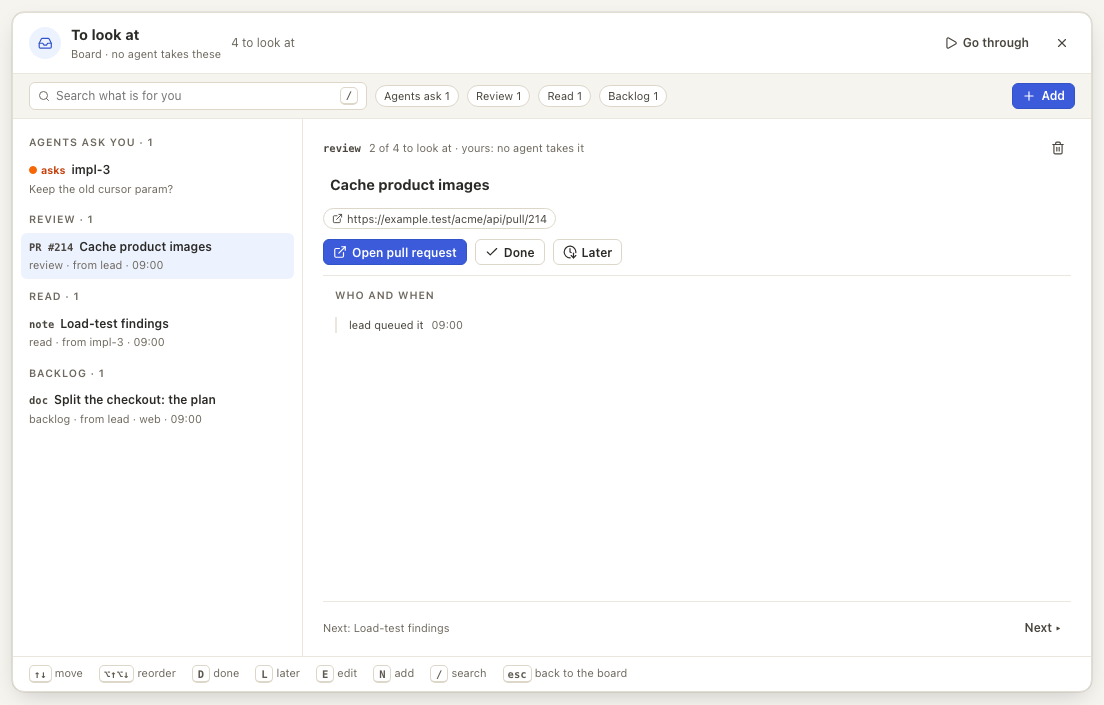 To look at
Board · no agent takes these
4 to look at
Go through
Search what is for you
/
Agents ask 1
Review 1
Read 1
Backlog 1
Add
AGENTS ASK YOU · 1
asks impl-3
Keep the old cursor param?
REVIEW · 1
PR #214 Cache product images
review · from lead · 09:00
READ · 1
note Load-test findings
read · from impl-3 · 09:00
BACKLOG · 1
doc Split the checkout: the plan
backlog · from lead · web · 09:00
review 2 of 4 to look at · yours: no agent takes it
Cache product images
https://example.test/acme/api/pull/214
Open pull request
Done
Later
WHO AND WHEN
lead queued it 09:00
Next: Load-test findings
Next ▸
↑↓ move ⌥↑⌥↓ reorder D done L later E edit N add / search esc back to the board